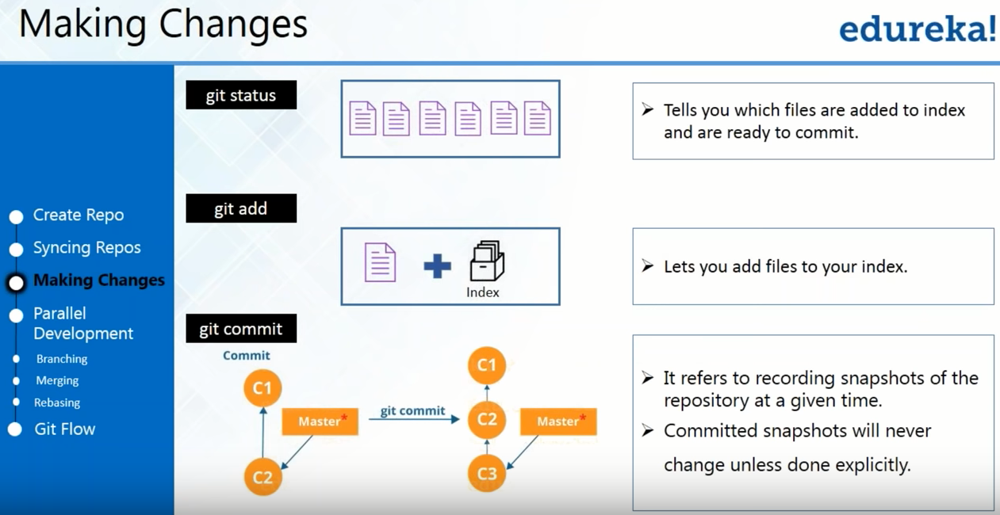 Making Changes
edureka!
Create Repo
Syncing Repos
Making Changes
Parallel
Development
Branching
Merging
Rebasing
Git Flow
git status
Tells you which files are added to index
and are ready to commit.
git add
Index
Lets you add files to your index.
git commit
Commit
C1
Master*
C2
git commit
C1
C2
Master*
C3
It refers to recording snapshots of the
repository at a given time.
Committed snapshots will never
change unless done explicitly.